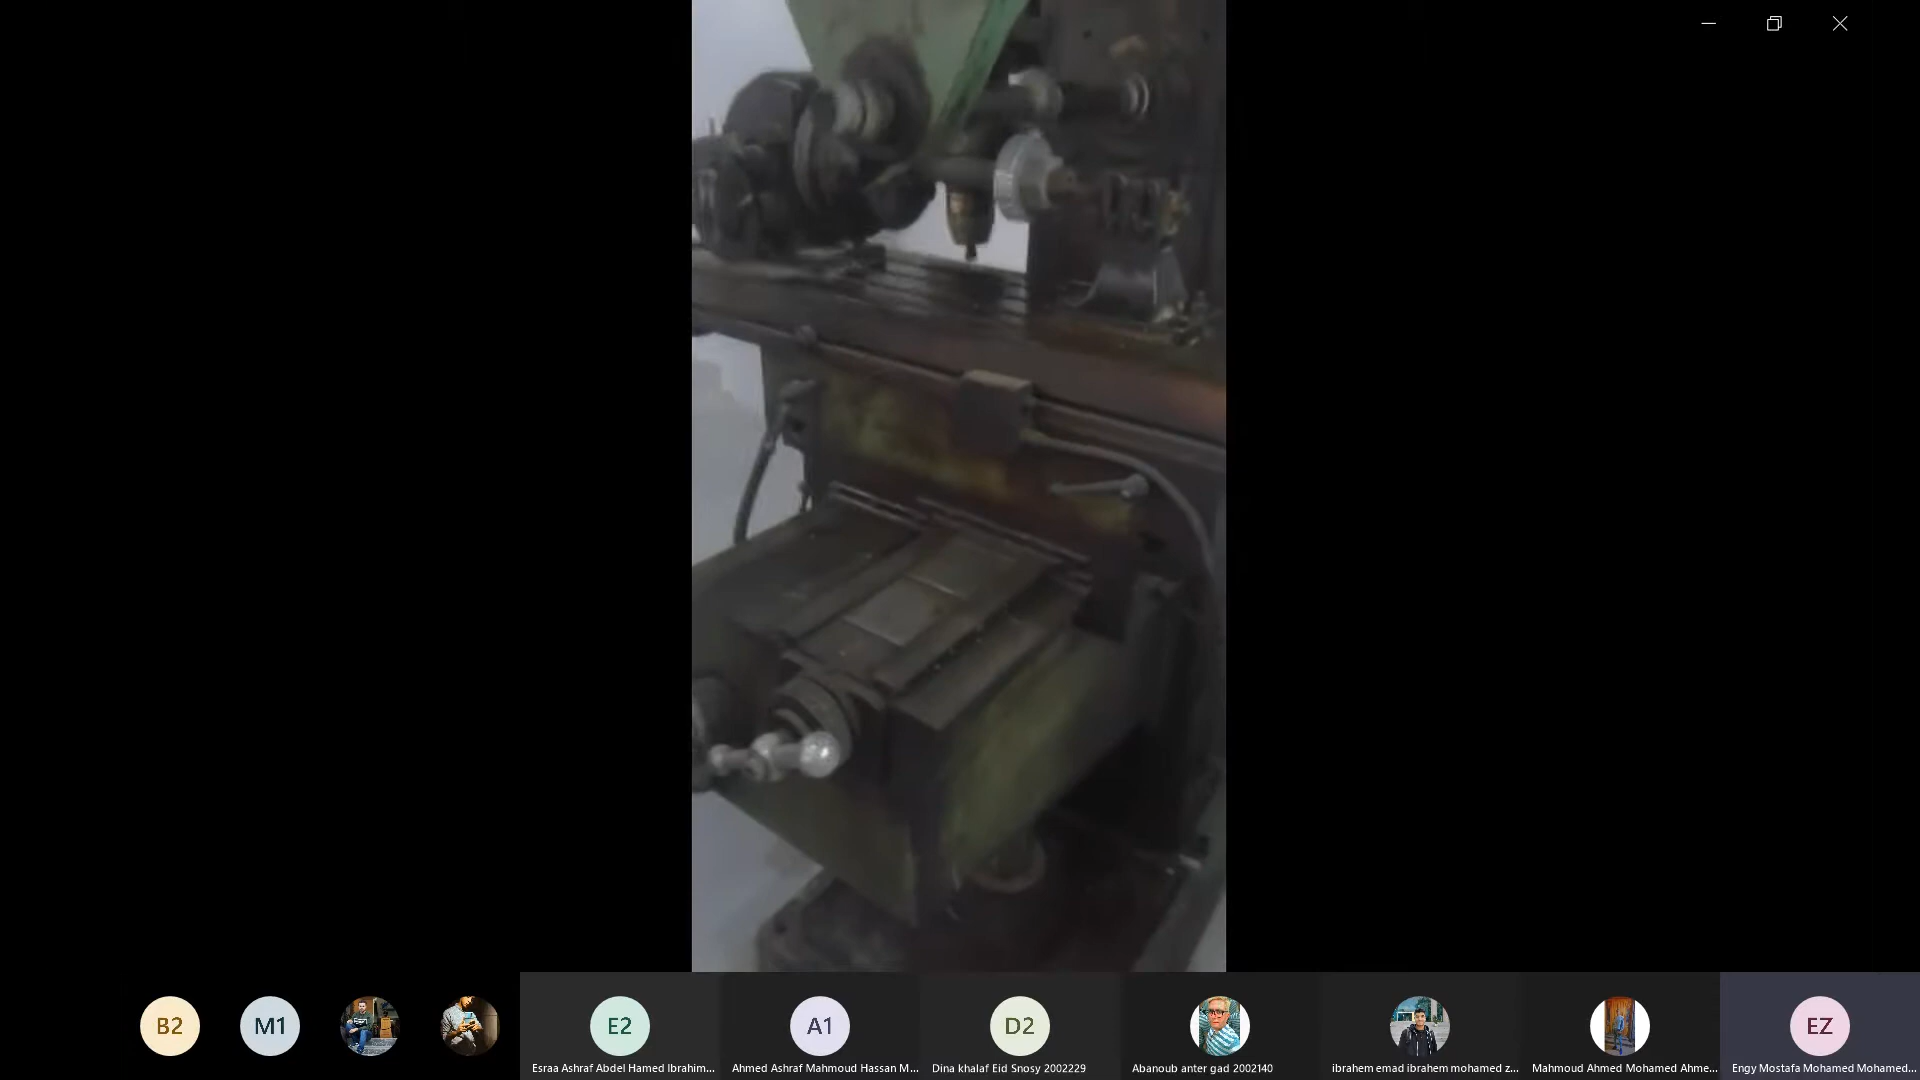 B2
M1
E2
A1
D2
EZ
Esraa Ashraf Abdel Hamed Ibrahim...
Ahmed Ashraf Mahmoud Hassan M...
Dina khalaf Eid Snosy 2002229
Abanoub anter gad 2002140
ibrahem emad ibrahem mohamed z...
Mahmoud Ahmed Mohamed Ahme...
Engy Mostafa Mohamed Mohamed...